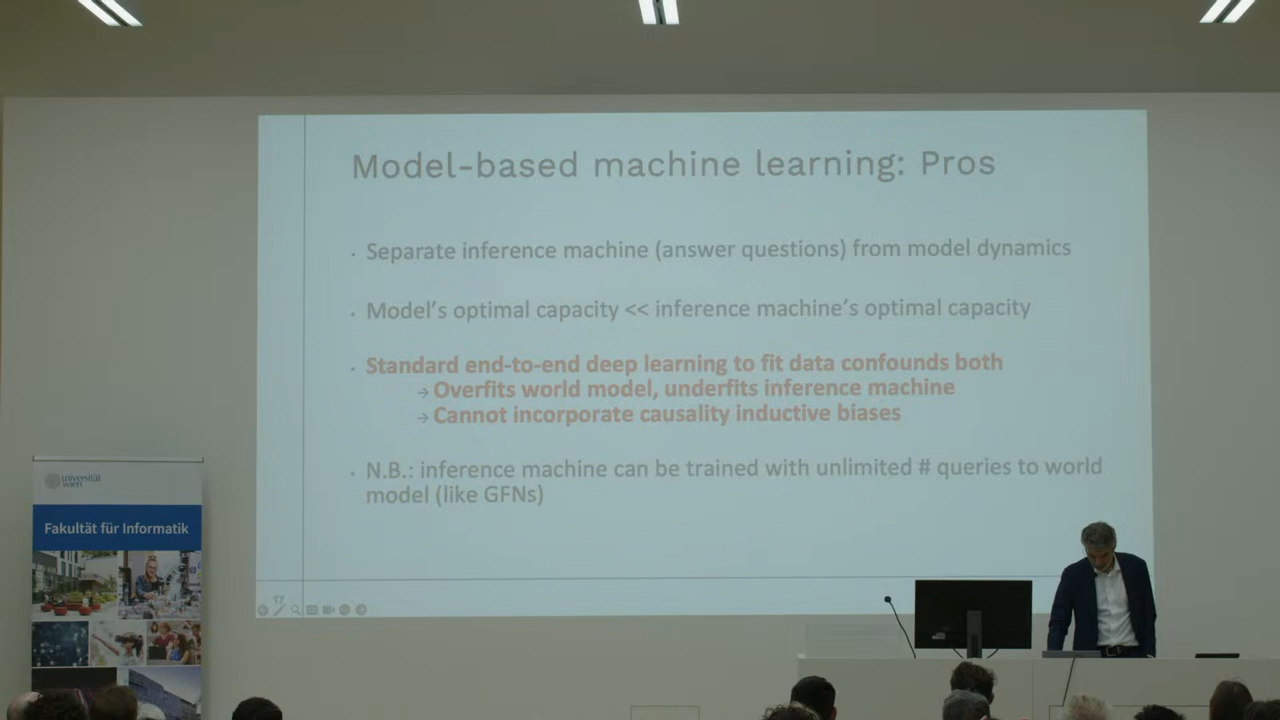 Model-based machine learning: Pros
· Separate inference machine (answer questions) from model dynamics
· Model's optimal capacity << inference machine's optimal capacity
· Standard end-to-end deep learning to fit data confounds both
→ Overfits world model, underfits inference machine
→ Cannot incorporate causality inductive biases
· N.B.: inference machine can be trained with unlimited # queries to world
model (like GFNs)
17
universität
wien
Fakultät für Informatik